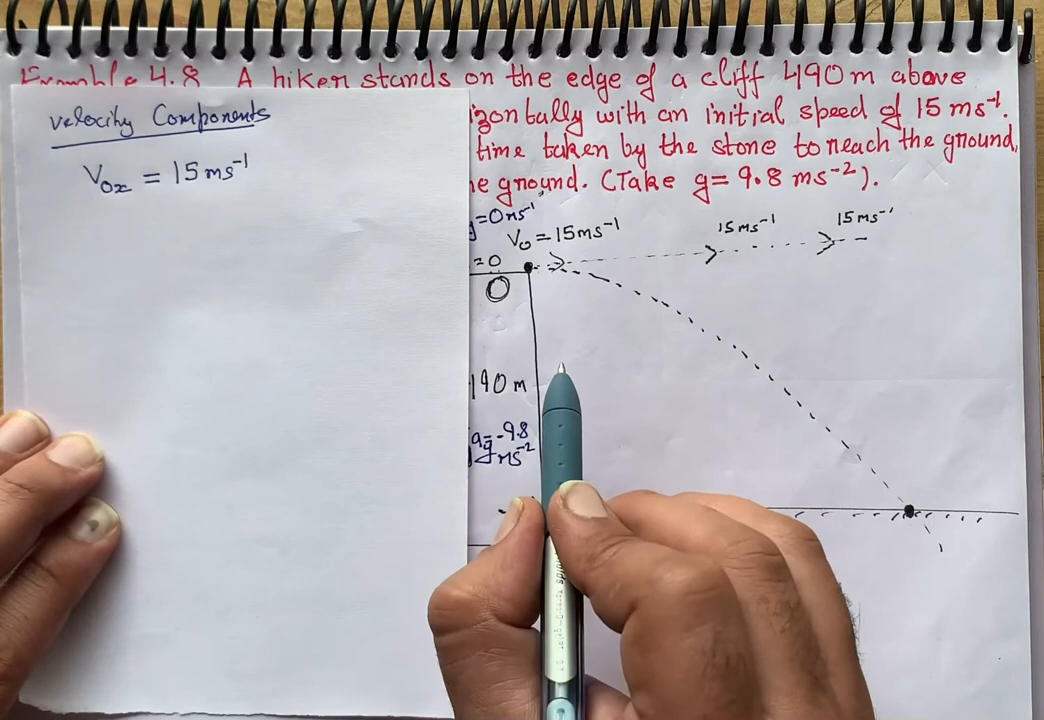 Example 4.8 A hiker stands on the edge of a cliff 490 m above
izontally with an initial speed of 15 ms⁻¹.
time taken by the stone to reach the ground,
e ground. (Take g = 9.8 ms⁻²).
velocity Components
V₀ₓ = 15 ms⁻¹
y = 0 ms⁻¹
V₀ = 15 ms⁻¹
15 ms⁻¹
15 ms⁻¹
= 0
O
490 m
a_y = -9.8
ms⁻²